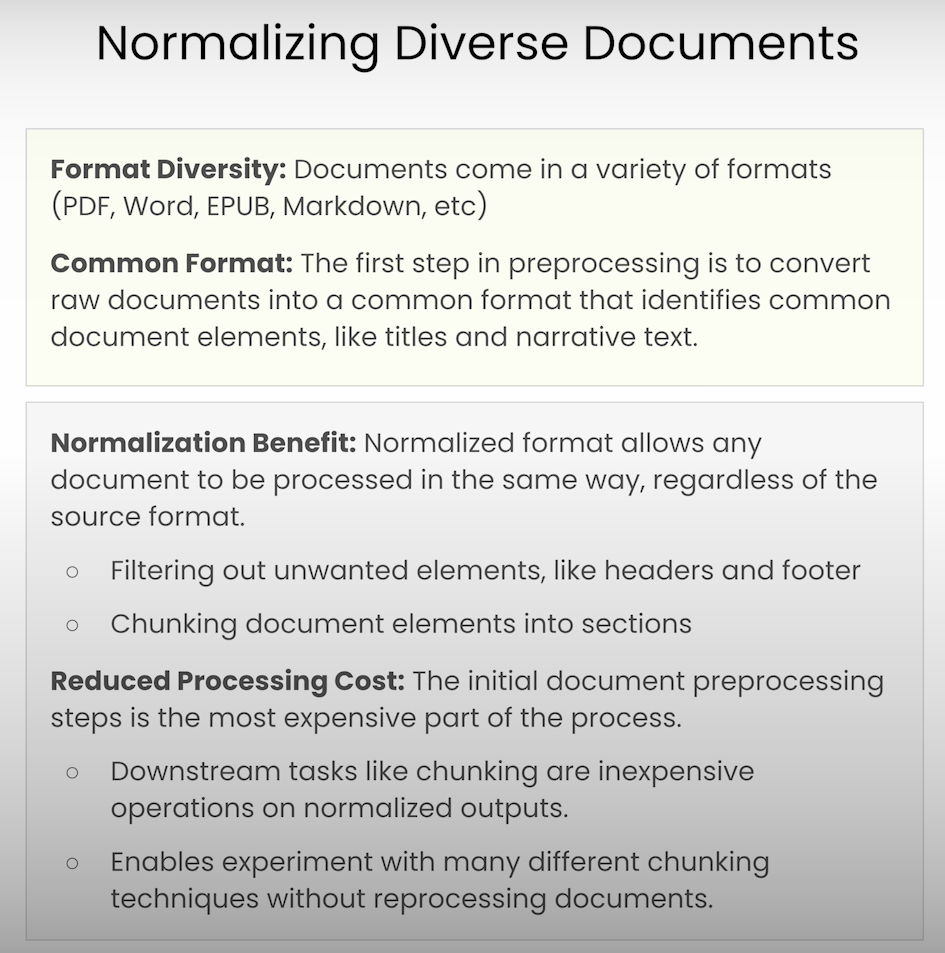 Normalizing Diverse Documents
Format Diversity: Documents come in a variety of formats
(PDF, Word, EPUB, Markdown, etc)
Common Format: The first step in preprocessing is to convert
raw documents into a common format that identifies common
document elements, like titles and narrative text.
Normalization Benefit: Normalized format allows any
document to be processed in the same way, regardless of the
source format.
○ Filtering out unwanted elements, like headers and footer
○ Chunking document elements into sections
Reduced Processing Cost: The initial document preprocessing
steps is the most expensive part of the process.
○ Downstream tasks like chunking are inexpensive
operations on normalized outputs.
○ Enables experiment with many different chunking
techniques without reprocessing documents.